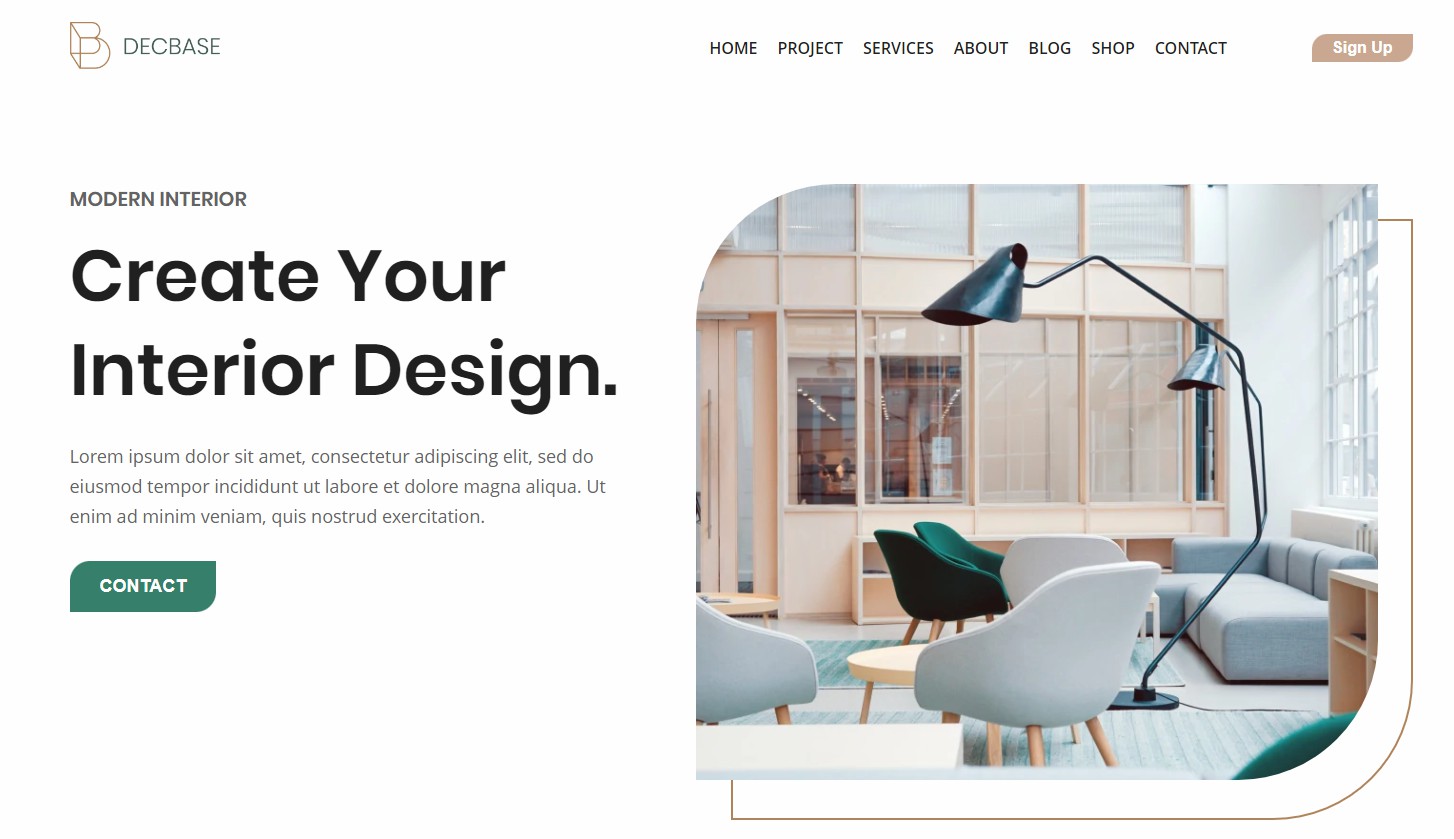 DECBASE
HOME PROJECT SERVICES ABOUT BLOG SHOP CONTACT
Sign Up
MODERN INTERIOR
Create Your
Interior Design.
Lorem ipsum dolor sit amet, consectetur adipiscing elit, sed do
eiusmod tempor incididunt ut labore et dolore magna aliqua. Ut
enim ad minim veniam, quis nostrud exercitation.
CONTACT